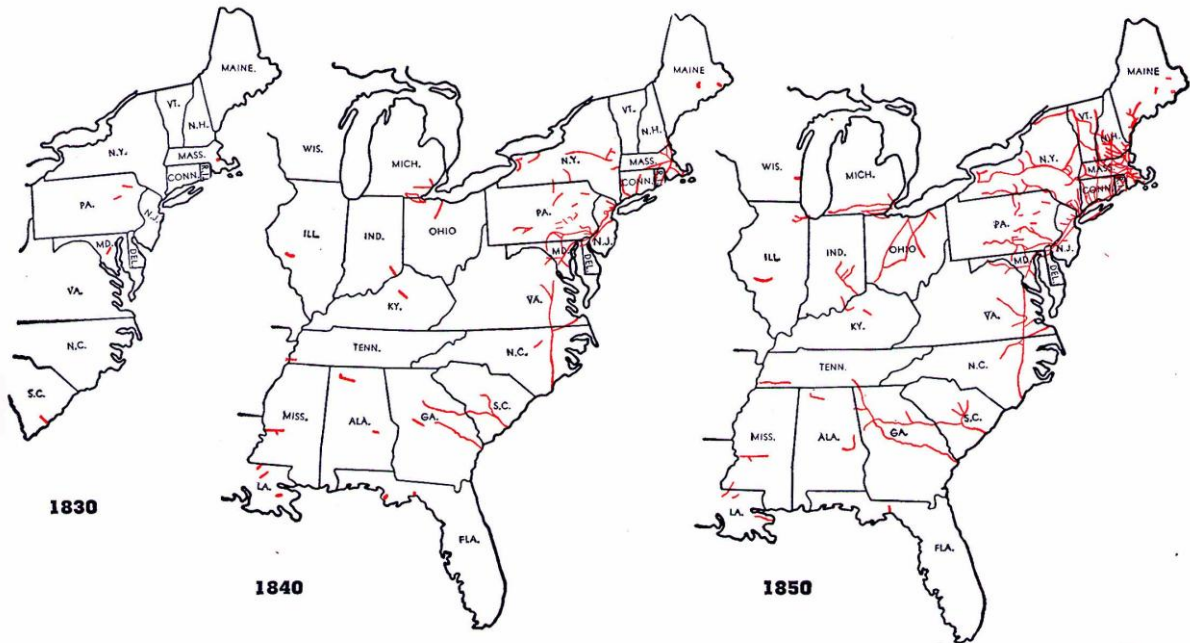 MAINE.
VT.
N.H.
N.Y.
MASS.
CONN.
R.I.
PA.
N.J.
MD.
DEL.
VA.
N.C.
S.C.
1830
MAINE
VT.
N.H.
WIS.
MICH.
N.Y.
MASS.
CONN.
PA.
N.J.
ILL.
IND.
OHIO
MD.
DEL.
VA.
KY.
TENN.
N.C.
S.C.
MISS.
ALA.
GA.
LA.
FLA.
1840
MAINE
VT.
N.H.
WIS.
MICH.
N.Y.
MASS.
CONN.
PA.
N.J.
ILL.
IND.
OHIO
MD.
DEL.
VA.
KY.
TENN.
N.C.
S.C.
MISS.
ALA.
GA.
LA.
FLA.
1850